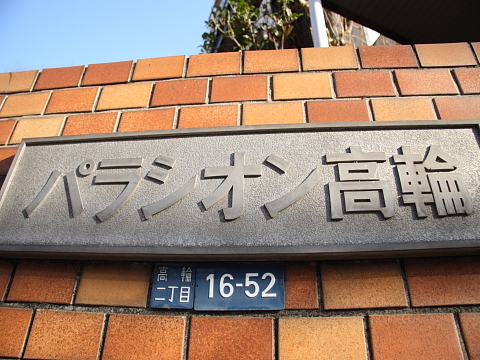 パラシオン高輪
高輪
二丁目
16-52